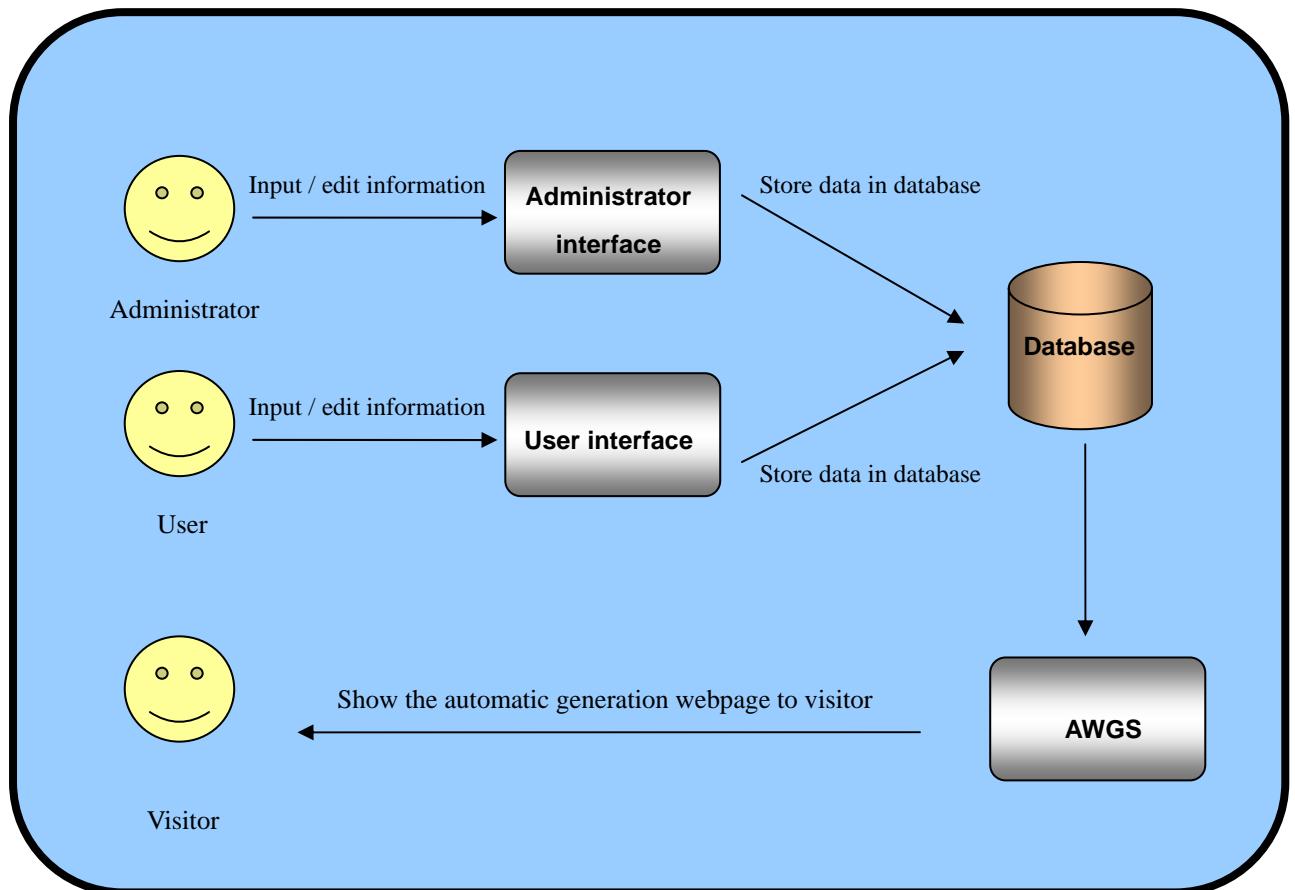 Input / edit information
Administrator
interface
Store data in database
Administrator
Database
Input / edit information
User interface
Store data in database
User
Show the automatic generation webpage to visitor
AWGS
Visitor